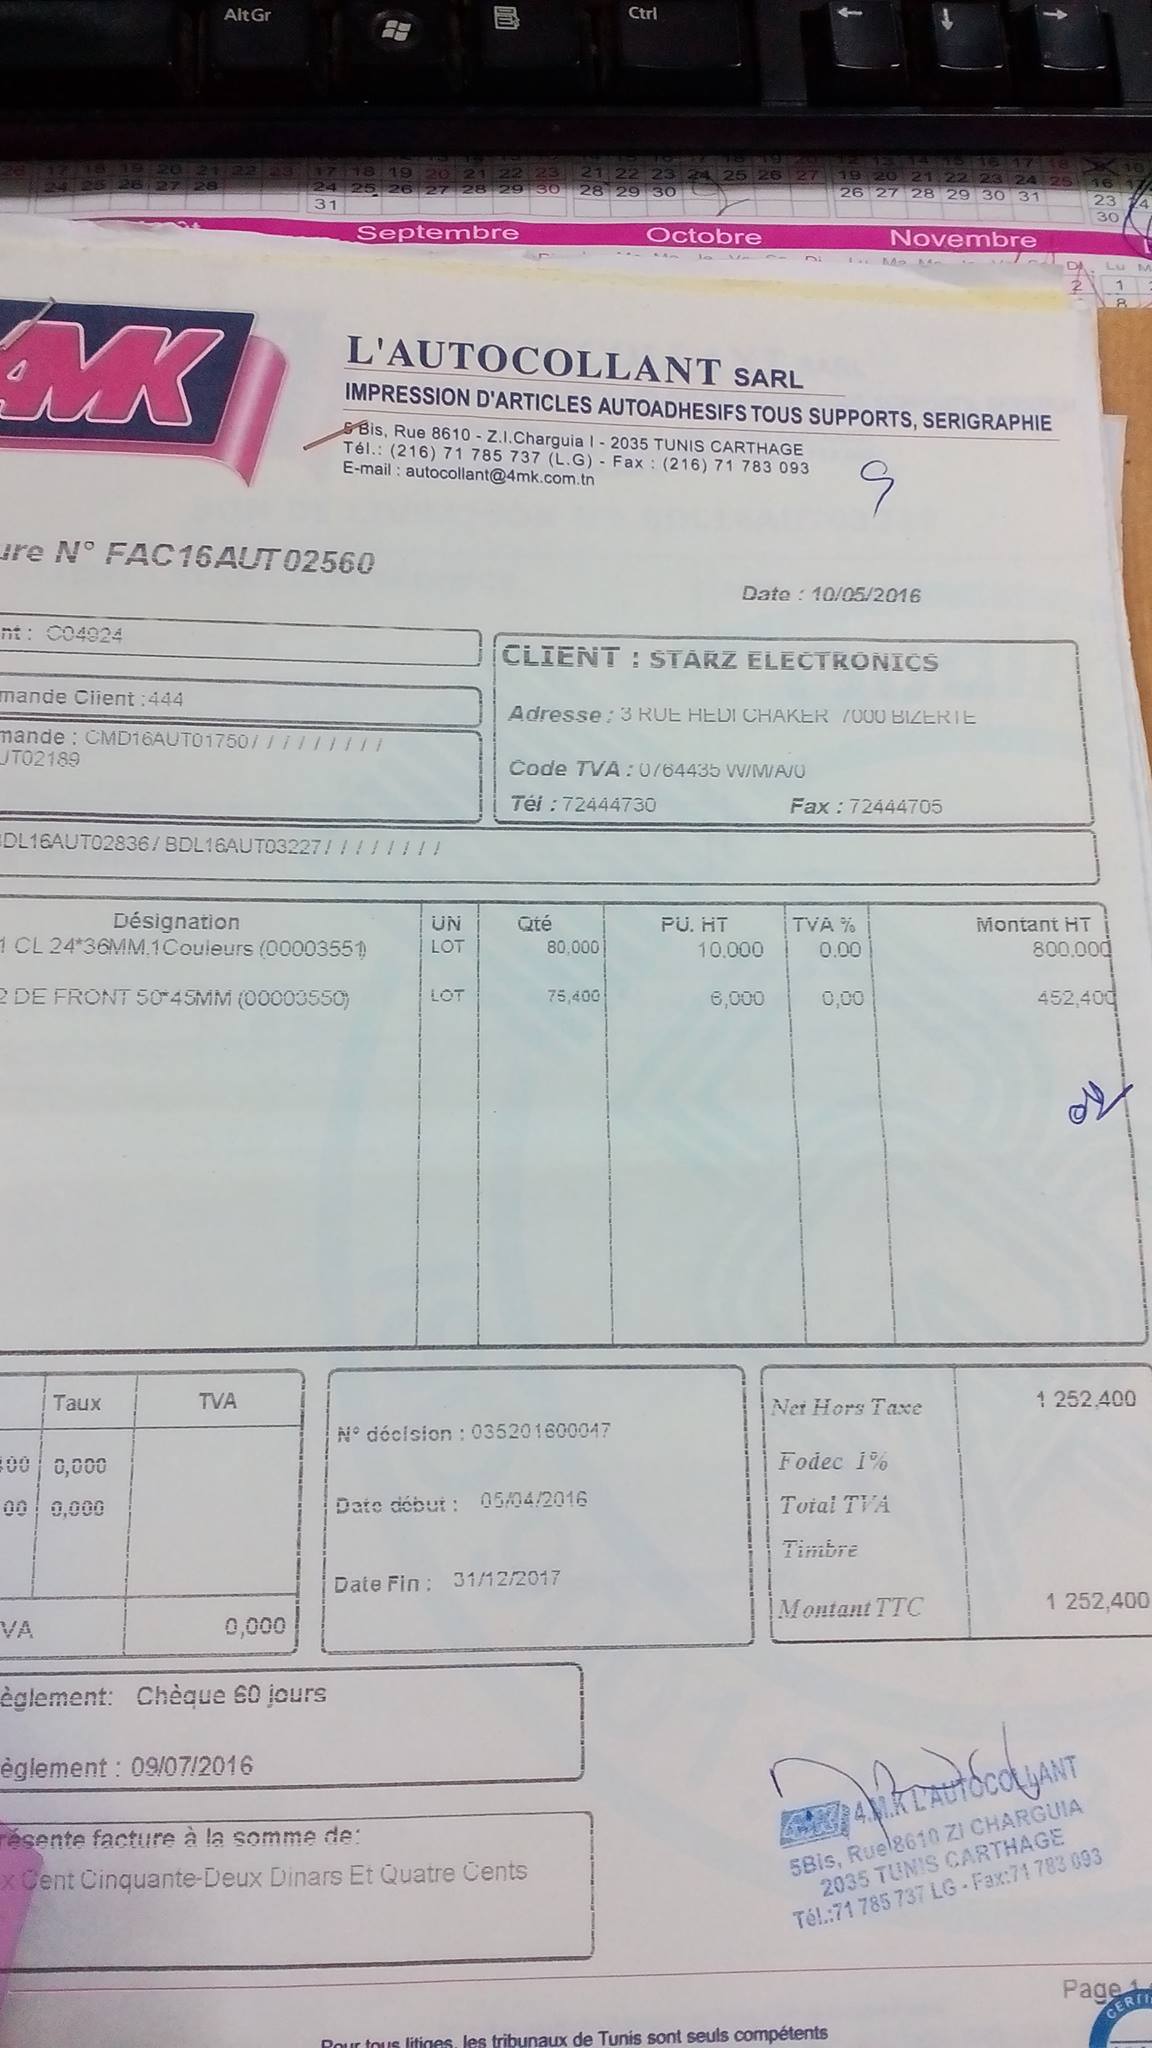 AltGr
Ctrl
Septembre Octobre Novembre
4MK
L'AUTOCOLLANT SARL
IMPRESSION D'ARTICLES AUTOADHESIFS TOUS SUPPORTS, SERIGRAPHIE
5 Bis, Rue 8610 - Z.I.Charguia I - 2035 TUNIS CARTHAGE
Tél.: (216) 71 785 737 (L.G) - Fax : (216) 71 783 093
E-mail : autocollant@4mk.com.tn
ure N° FAC16AUT02560
Date : 10/05/2016
nt : C04924
CLIENT : STARZ ELECTRONICS
mande Client :444
Adresse : 3 RUE HEDI CHAKER 7000 BIZERTE
mande : CMD16AUT01750/ / / / / / / / /
UT02189
Code TVA : 0764435 W/M/A/0
Tél : 72444730 Fax : 72444705
BDL16AUT02836/ BDL16AUT03227/ / / / / / / /
Désignation UN Qté PU. HT TVA % Montant HT
1 CL 24*36MM,1Couleurs (00003551) LOT 80,000 10,000 0.00 800,000
2 DE FRONT 50*45MM (00003550) LOT 75,400 6,000 0,00 452,400
Taux TVA
00 0,000
00 0,000
VA 0,000
N° décision : 035201600047
Date début : 05/04/2016
Date Fin : 31/12/2017
Net Hors Taxe 1 252,400
Fodec 1%
Total TVA
Timbre
Montant TTC 1 252,400
èglement: Chèque 60 jours
èglement : 09/07/2016
résente facture à la somme de:
x Cent Cinquante-Deux Dinars Et Quatre Cents
4.M.K L'AUTOCOLLANT
5Bis, Rue 8610 ZI CHARGUIA
2035 TUNIS CARTHAGE
Tél.:71 785 737 LG - Fax:71 783 093
Page 1
CERTI
Pour tous litiges, les tribunaux de Tunis sont seuls compétents